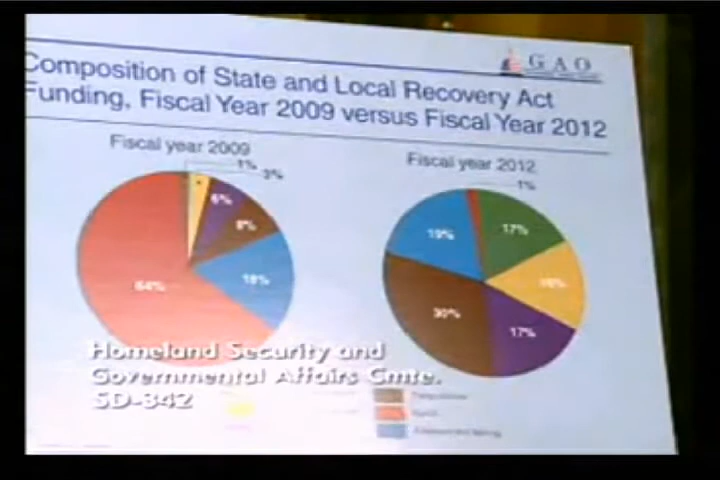 GAO
Composition of State and Local Recovery Act
Funding, Fiscal Year 2009 versus Fiscal Year 2012
Fiscal year 2009
Fiscal year 2012
1%
3%
6%
8%
64%
1%
17%
19%
30%
17%
Homeland Security and
Governmental Affairs Cmte.
SD-342